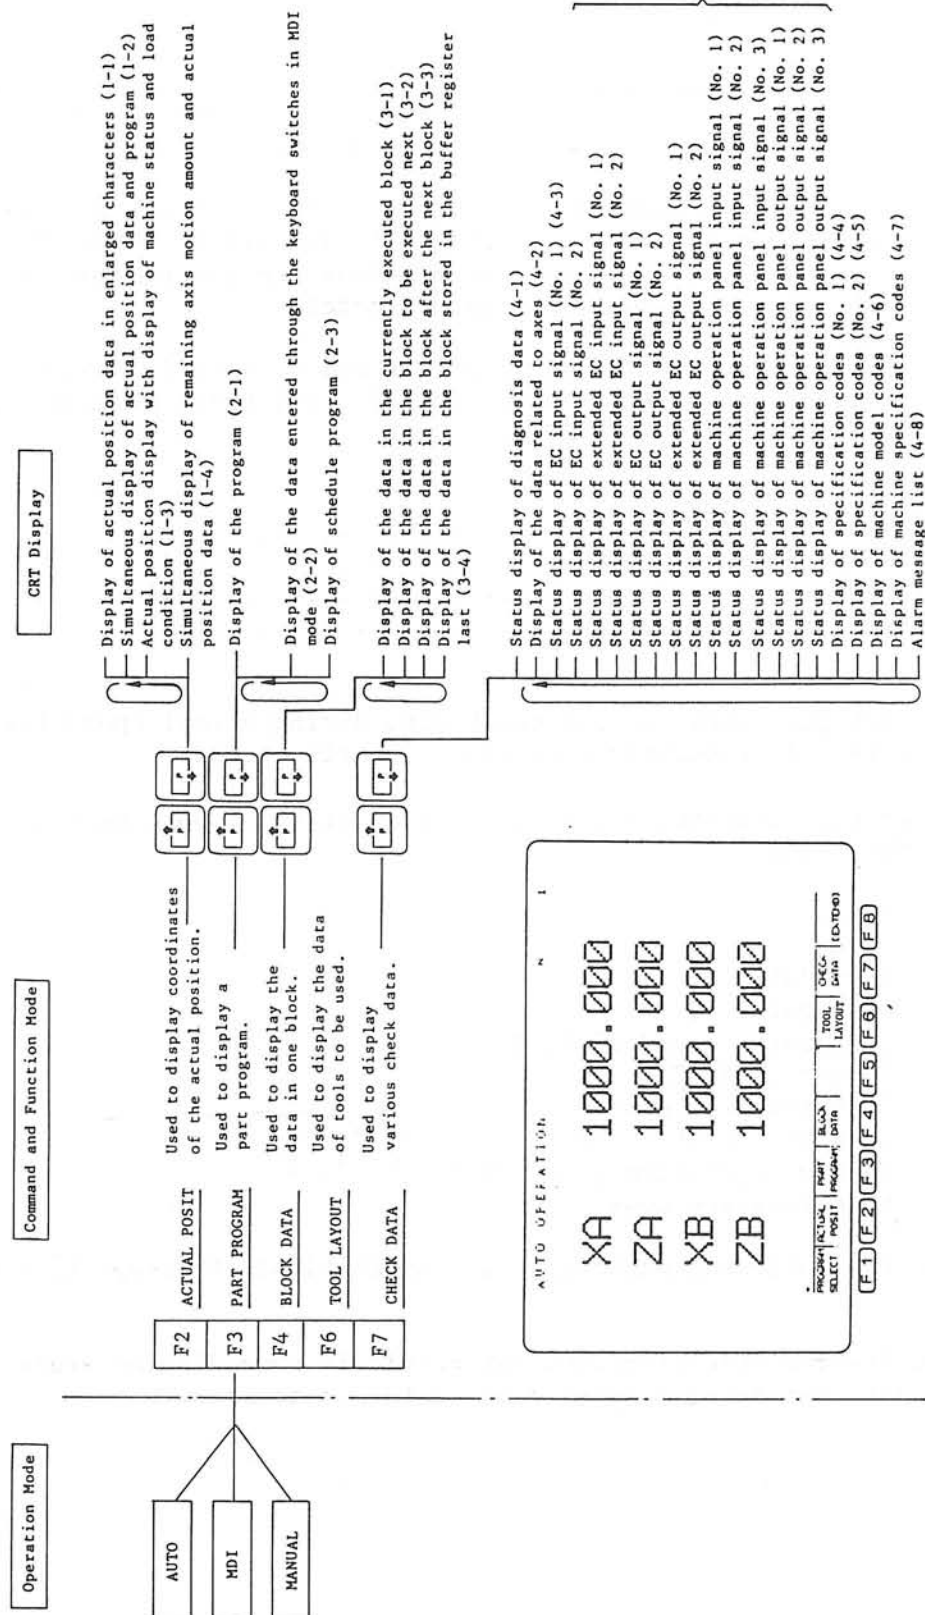 Operation Mode
Command and Function Mode
CRT Display
AUTO
MDI
MANUAL
F2
ACTUAL POSIT
Used to display coordinates
of the actual position.
F3
PART PROGRAM
Used to display a
part program.
F4
BLOCK DATA
Used to display the
data in one block.
F6
TOOL LAYOUT
Used to display the data
of tools to be used.
F7
CHECK DATA
Used to display
various check data.
P P
P P
P P
P P
Display of actual position data in enlarged characters (1-1)
Simultaneous display of actual position data and program (1-2)
Actual position display with display of machine status and load
condition (1-3)
Simultaneous display of remaining axis motion amount and actual
position data (1-4)
Display of the program (2-1)
Display of the data entered through the keyboard switches in MDI
mode (2-2)
Display of schedule program (2-3)
Display of the data in the currently executed block (3-1)
Display of the data in the block to be executed next (3-2)
Display of the data in the block after the next block (3-3)
Display of the data in the block stored in the buffer register
last (3-4)
Status display of diagnosis data (4-1)
Display of the data related to axes (4-2)
Status display of EC input signal (No. 1) (4-3)
Status display of EC input signal (No. 2)
Status display of extended EC input signal (No. 1)
Status display of extended EC input signal (No. 2)
Status display of EC output signal (No. 1)
Status display of EC output signal (No. 2)
Status display of extended EC output signal (No. 1)
Status display of extended EC output signal (No. 2)
Status display of machine operation panel input signal (No. 1)
Status display of machine operation panel input signal (No. 2)
Status display of machine operation panel input signal (No. 3)
Status display of machine operation panel output signal (No. 1)
Status display of machine operation panel output signal (No. 2)
Status display of machine operation panel output signal (No. 3)
Display of specification codes (No. 1) (4-4)
Display of specification codes (No. 2) (4-5)
Display of machine model codes (4-6)
Display of machine specification codes (4-7)
Alarm message list (4-8)
AUTO OPERATION N 1
XA 1000.000
ZA 1000.000
XB 1000.000
ZB 1000.000
PROGRAM SELECT
ACTUAL POSIT
PART PROGRAM
BLOCK DATA
TOOL LAYOUT
CHECK DATA
(EXTEND)
F1 F2 F3 F4 F5 F6 F7 F8